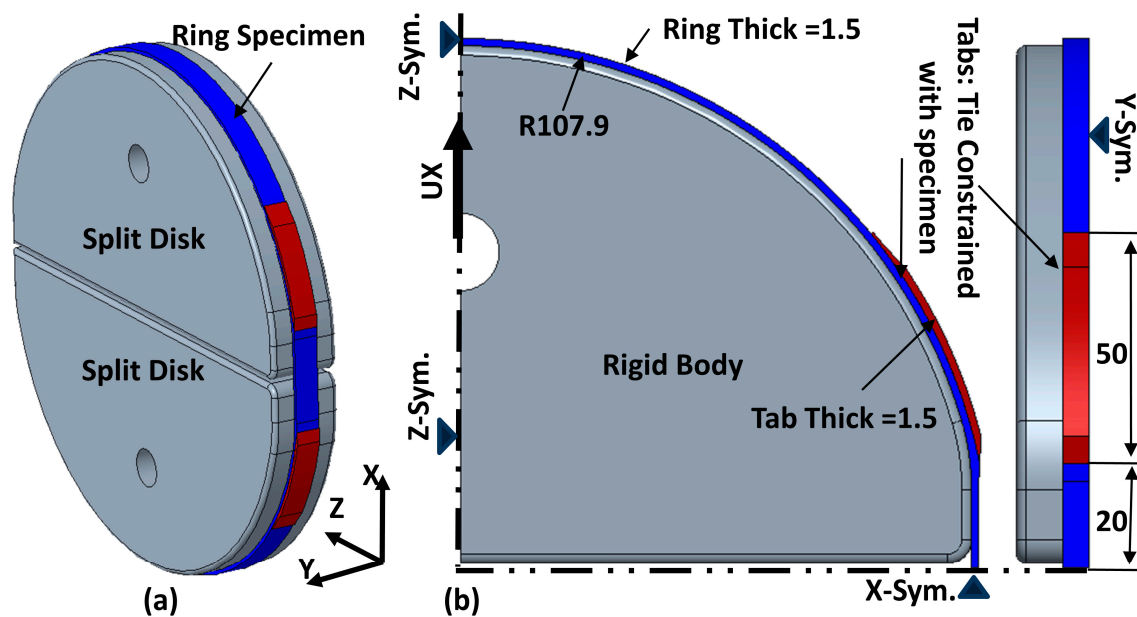 Ring Specimen
Split Disk
Split Disk
X
Z
Y
(a)
Z-Sym.
Ring Thick =1.5
R107.9
UX
Z-Sym.
Rigid Body
Tab Thick =1.5
X-Sym.
(b)
Tabs: Tie Constrained
with specimen
Y-Sym.
50
20